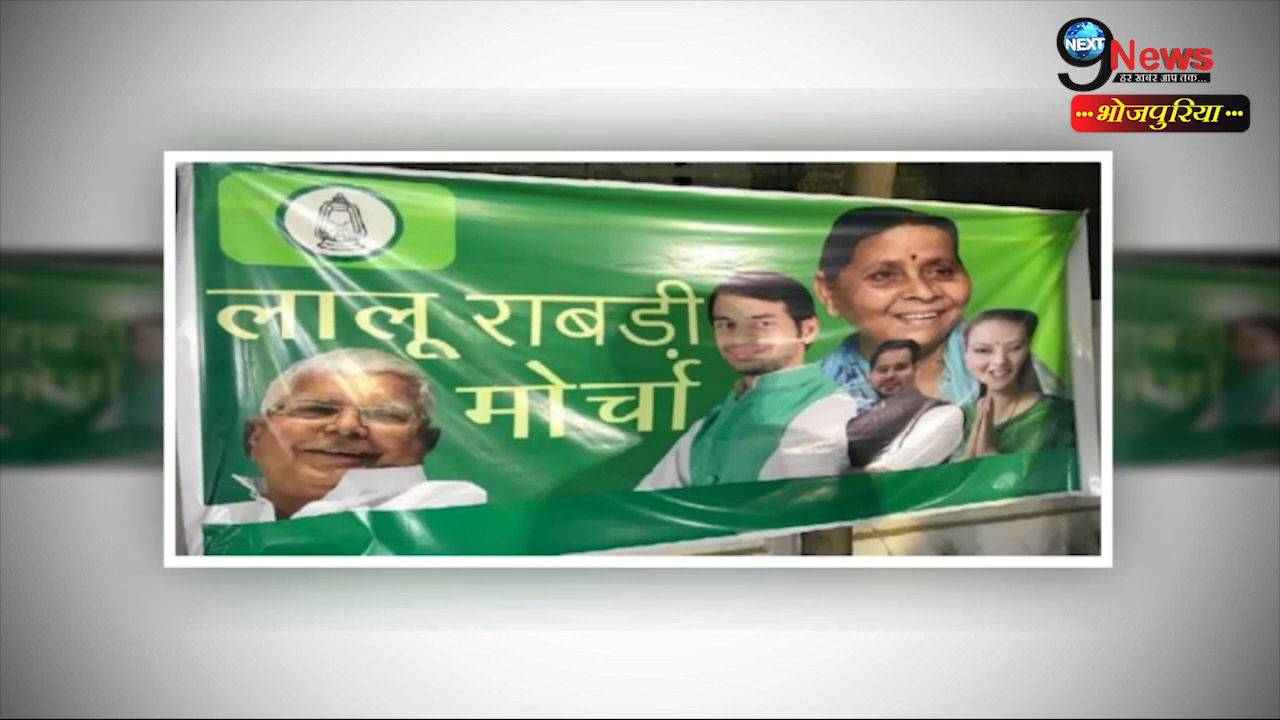 NEXT
9 News
हर खबर आप तक...
...भोजपुरिया...
लालू राबड़ी
मोर्चा